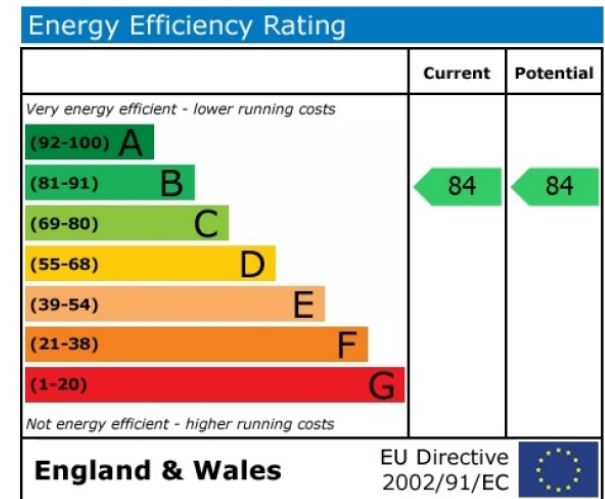 Energy Efficiency Rating
Current Potential
Very energy efficient - lower running costs
(92-100) A
(81-91) B 84 84
(69-80) C
(55-68) D
(39-54) E
(21-38) F
(1-20) G
Not energy efficient - higher running costs
England & Wales
EU Directive
2002/91/EC